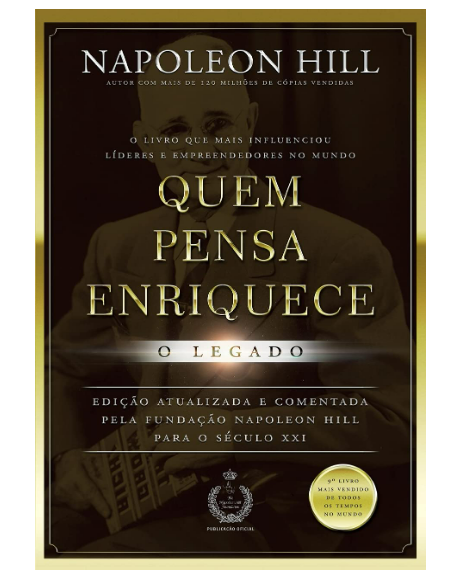 NAPOLEON HILL
AUTOR COM MAIS DE 120 MILHÕES DE CÓPIAS VENDIDAS
O LIVRO QUE MAIS INFLUENCIOU
LÍDERES E EMPREENDEDORES NO MUNDO
QUEM
PENSA
ENRIQUECE
O LEGADO
EDIÇÃO ATUALIZADA E COMENTADA
PELA FUNDAÇÃO NAPOLEON HILL
PARA O SÉCULO XXI
9º LIVRO
MAIS VENDIDO
DE TODOS
OS TEMPOS
NO MUNDO
PUBLICAÇÃO OFICIAL